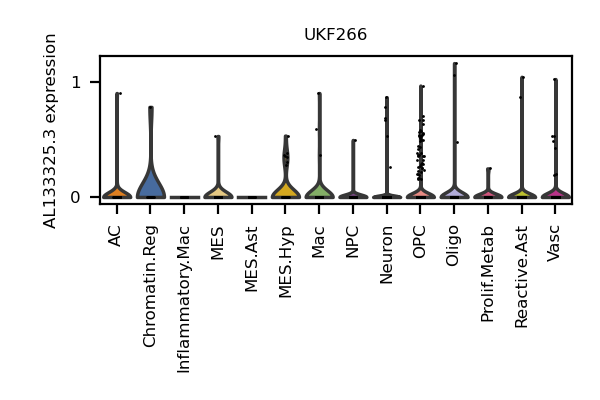 UKF266
AL133325.3 expression
1
0
AC
Chromatin.Reg
Inflammatory.Mac
MES
MES.Ast
MES.Hyp
Mac
NPC
Neuron
OPC
Oligo
Prolif.Metab
Reactive.Ast
Vasc